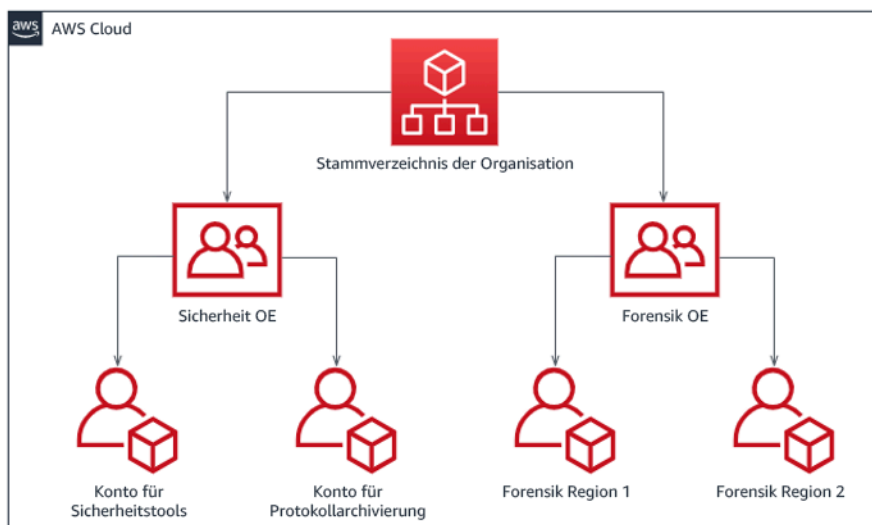 aws
AWS Cloud
Stammverzeichnis der Organisation
Sicherheit OE
Forensik OE
Konto für
Sicherheitstools
Konto für
Protokollarchivierung
Forensik Region 1
Forensik Region 2